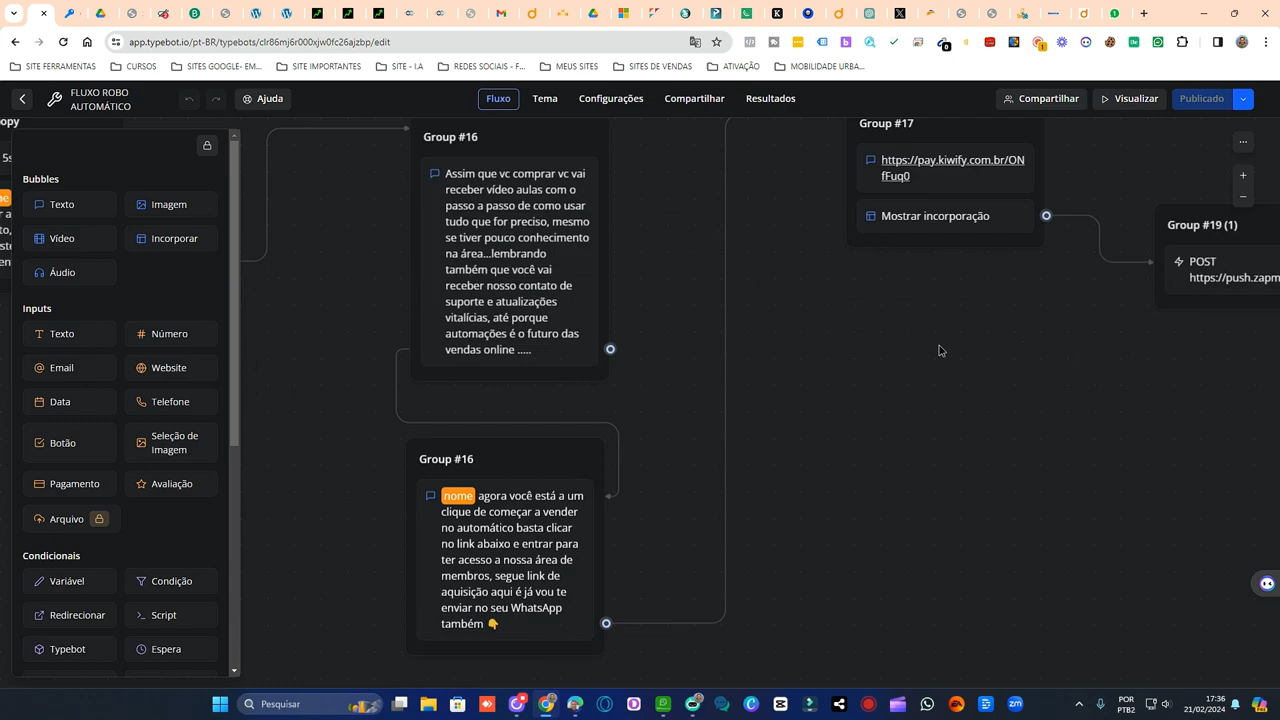 app.typebot.io/pt-BR/typebots/clr86mj6r000xjw0fc26ajzbp/edit
SITE FERRAMENTAS
CURSOS
SITES GOOGLE- EM...
SITE IMPORTANTES
SITE - I.A
REDES SOCIAIS - F...
MEUS SITES
SITES DE VENDAS
ATIVAÇÃO
MOBILIDADE URBA...
FLUXO ROBO
AUTOMÁTICO
Ajuda
Fluxo
Tema
Configurações
Compartilhar
Resultados
Compartilhar
Visualizar
Publicado
opy
5s
ne
Bubbles
Texto
Imagem
Vídeo
Incorporar
Áudio
Inputs
Texto
Número
Email
Website
Data
Telefone
Botão
Seleção de
Imagem
Pagamento
Avaliação
Arquivo
Condicionais
Variável
Condição
Redirecionar
Script
Typebot
Espera
Group #16
Assim que vc comprar vc vai
receber vídeo aulas com o
passo a passo de como usar
tudo que for preciso, mesmo
se tiver pouco conhecimento
na área...lembrando
também que você vai
receber nosso contato de
suporte e atualizações
vitalícias, até porque
automações é o futuro das
vendas online .....
Group #16
nome agora você está a um
clique de começar a vender
no automático basta clicar
no link abaixo e entrar para
ter acesso a nossa área de
membros, segue link de
aquisição aqui é já vou te
enviar no seu WhatsApp
também 👇
Group #17
https://pay.kiwify.com.br/ON
fFuq0
Mostrar incorporação
Group #19 (1)
POST
https://push.zapm
Pesquisar
POR
PTB2
17:36
21/02/2024